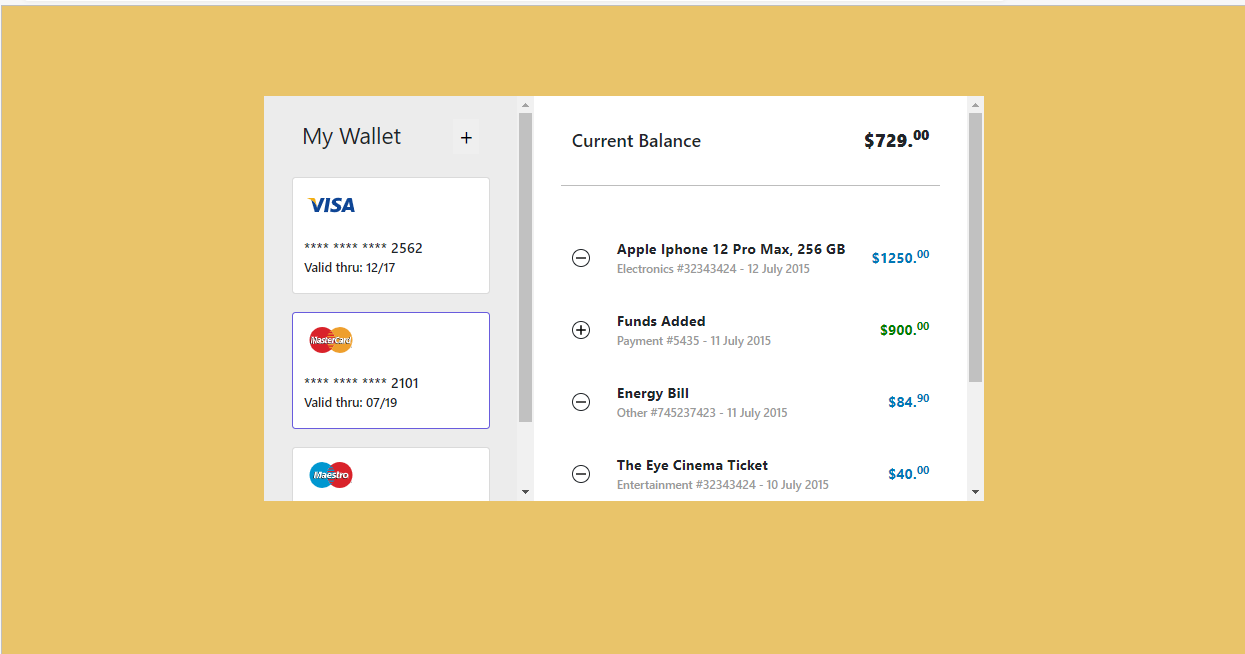 My Wallet
+
VISA
**** **** **** 2562
Valid thru: 12/17
MasterCard
**** **** **** 2101
Valid thru: 07/19
Maestro
Current Balance $729.00
Apple Iphone 12 Pro Max, 256 GB $1250.00
Electronics #32343424 - 12 July 2015
Funds Added $900.00
Payment #5435 - 11 July 2015
Energy Bill $84.90
Other #745237423 - 11 July 2015
The Eye Cinema Ticket $40.00
Entertainment #32343424 - 10 July 2015